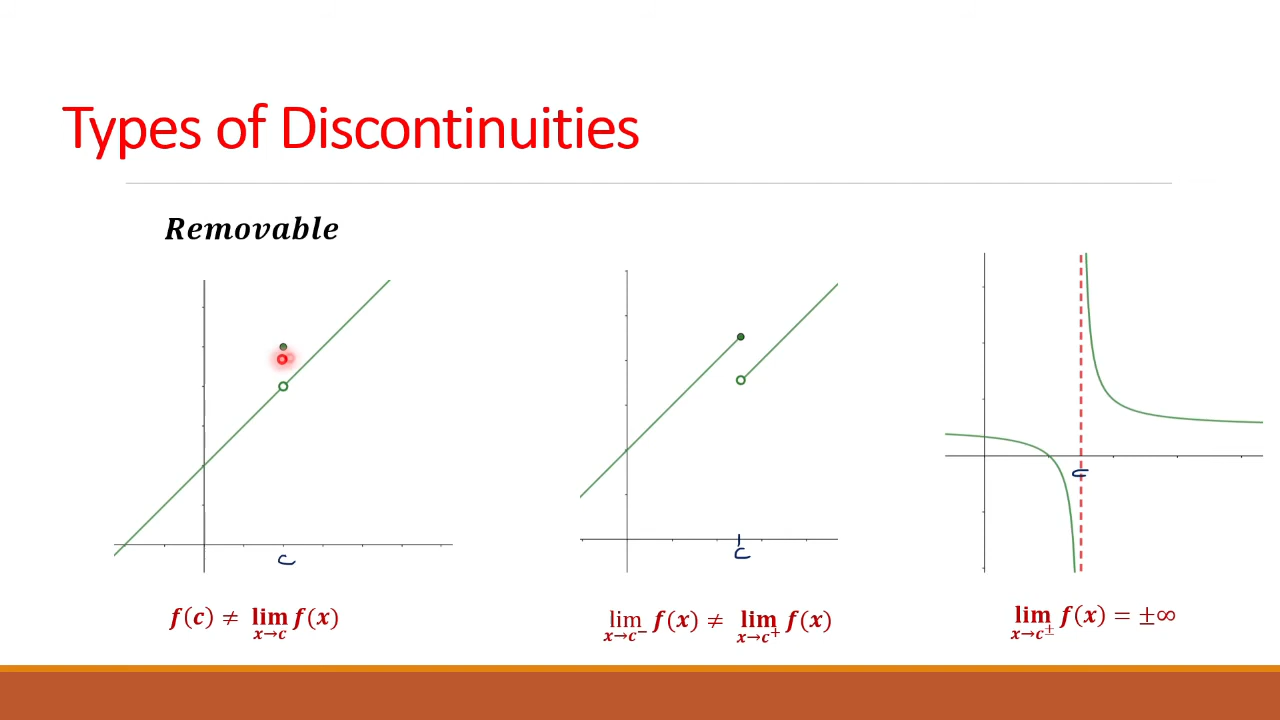 Types of Discontinuities
Removable
c
c
c
f(c) ≠ lim x→c f(x)
lim x→c⁻ f(x) ≠ lim x→c⁺ f(x)
lim x→c± f(x) = ±∞